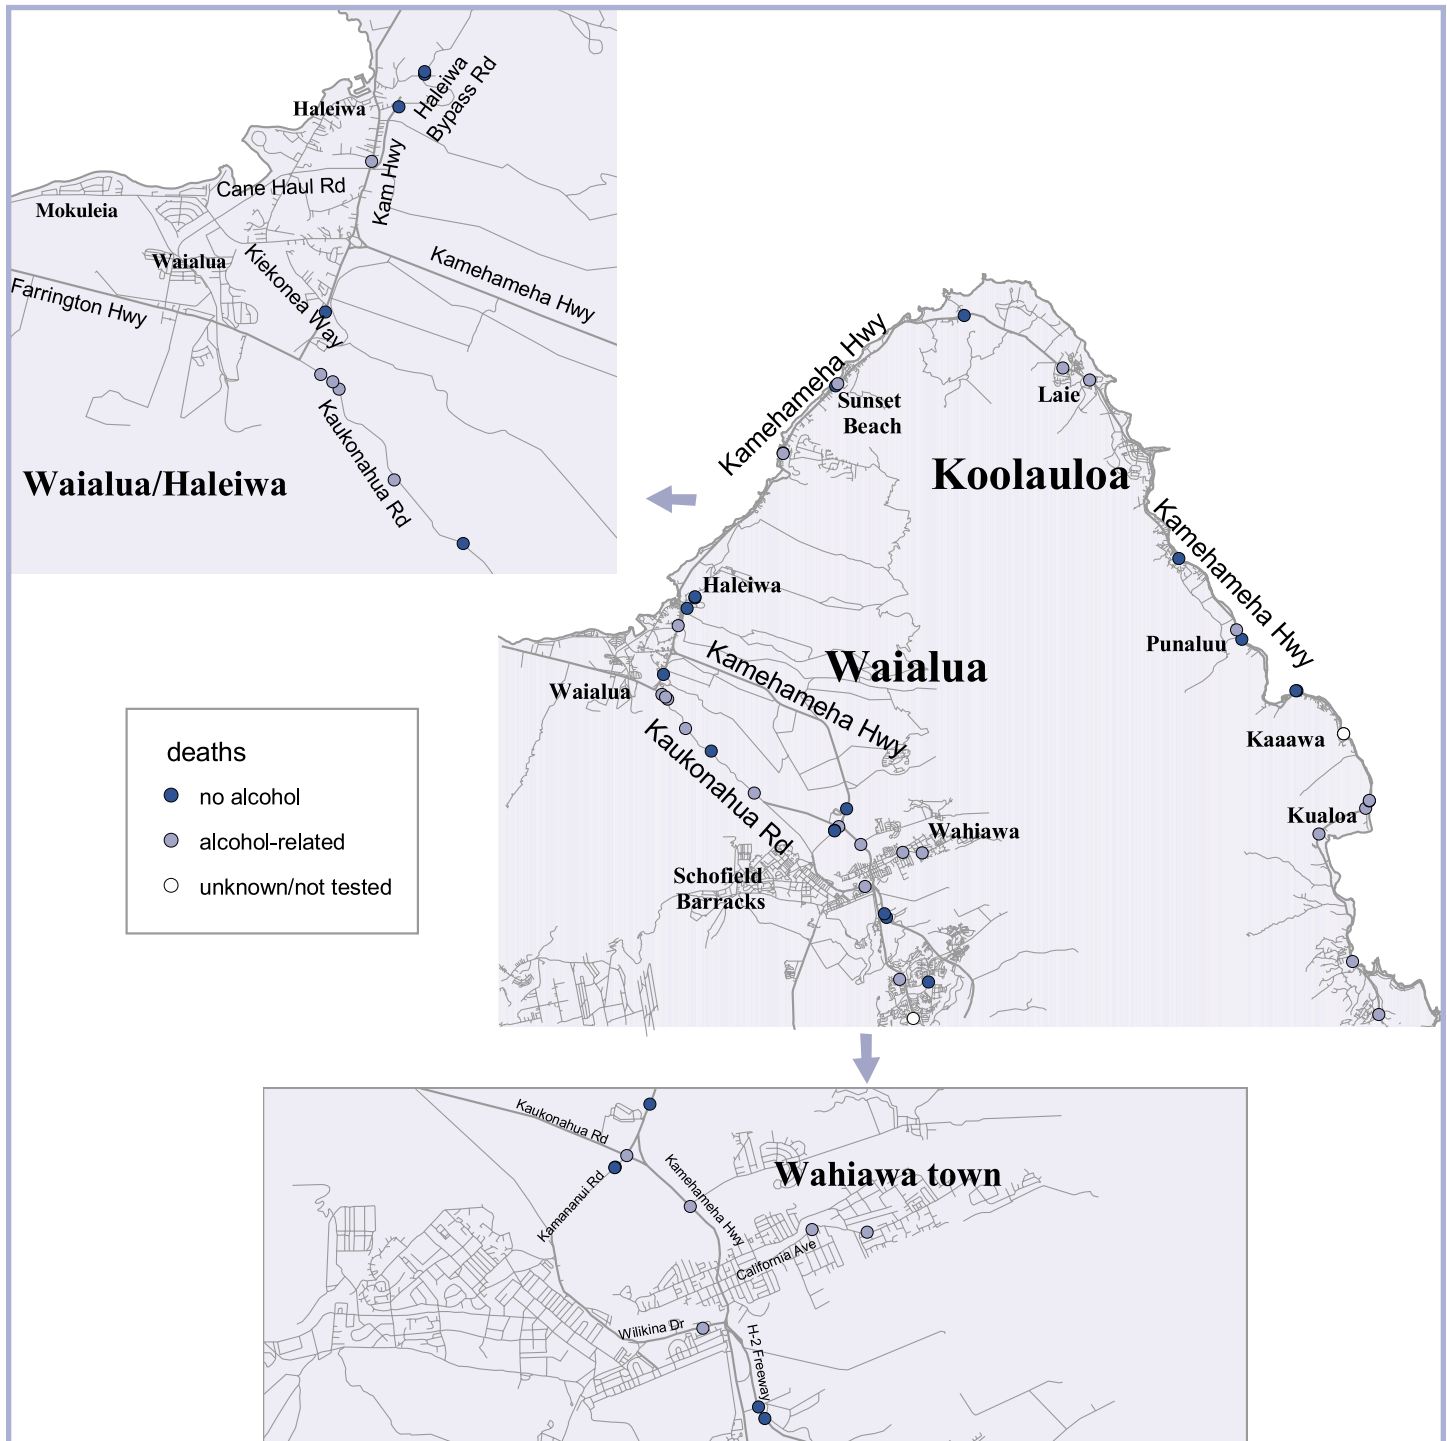 Haleiwa
Bypass Rd
Haleiwa
Kam Hwy
Cane Haul Rd
Mokuleia
Waialua
Kiekonea Way
Kamehameha Hwy
Farrington Hwy
Kaukonahua Rd
Waialua/Haleiwa
Kamehameha Hwy
Sunset
Beach
Laie
Koolauloa
Kamehameha Hwy
Haleiwa
Punaluu
Waialua
Kamehameha Hwy
Waialua
Kaaawa
Kaukonahua Rd
Kualoa
Wahiawa
Schofield
Barracks
deaths
no alcohol
alcohol-related
unknown/not tested
Kaukonahua Rd
Kamananui Rd
Kamehameha Hwy
Wahiawa town
California Ave
Wilikina Dr
H-2 Freeway